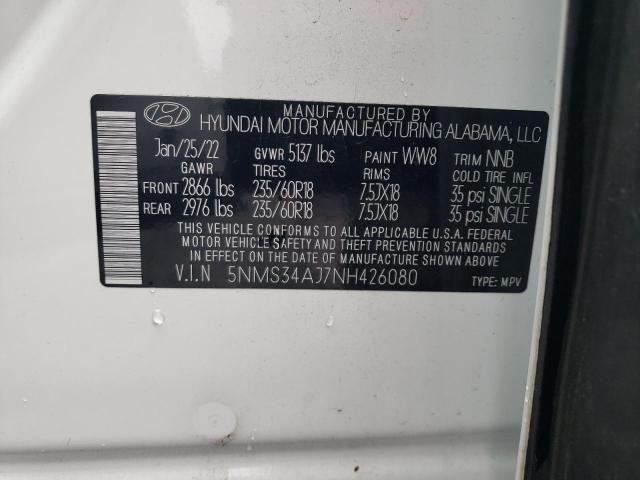 MANUFACTURED BY
HYUNDAI MOTOR MANUFACTURING ALABAMA, LLC
Jan/25/22 GVWR 5137 lbs PAINT WW8 TRIM NNB
GAWR TIRES RIMS COLD TIRE INFL
FRONT 2866 lbs 235/60R18 7.5JX18 35 psi SINGLE
REAR 2976 lbs 235/60R18 7.5JX18 35 psi SINGLE
THIS VEHICLE CONFORMS TO ALL APPLICABLE U.S.A. FEDERAL
MOTOR VEHICLE SAFETY AND THEFT PREVENTION STANDARDS
IN EFFECT ON THE DATE OF MANUFACTURE SHOWN ABOVE.
V.I.N 5NMS34AJ7NH426080 TYPE: MPV